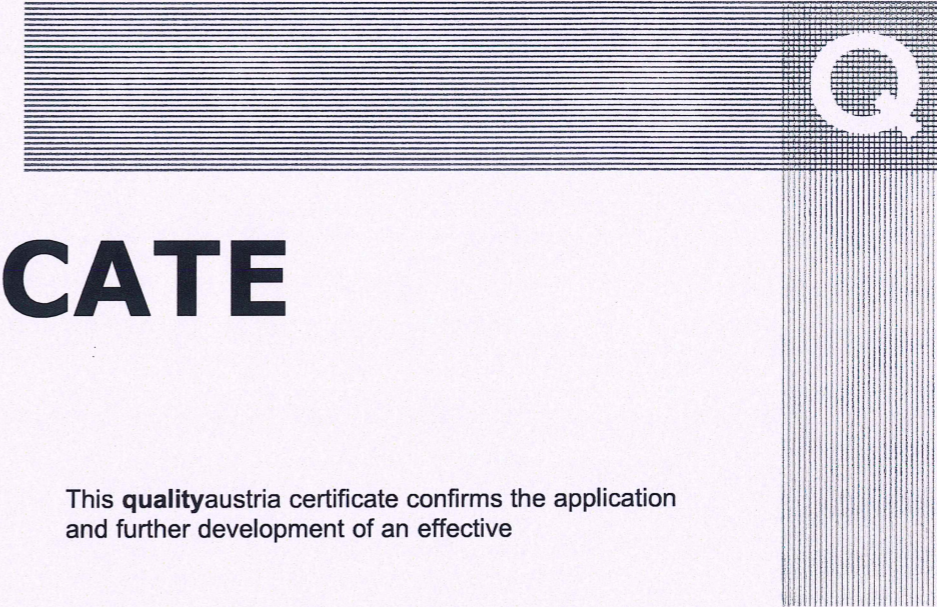 Q
CATE
This qualityaustria certificate confirms the application
and further development of an effective